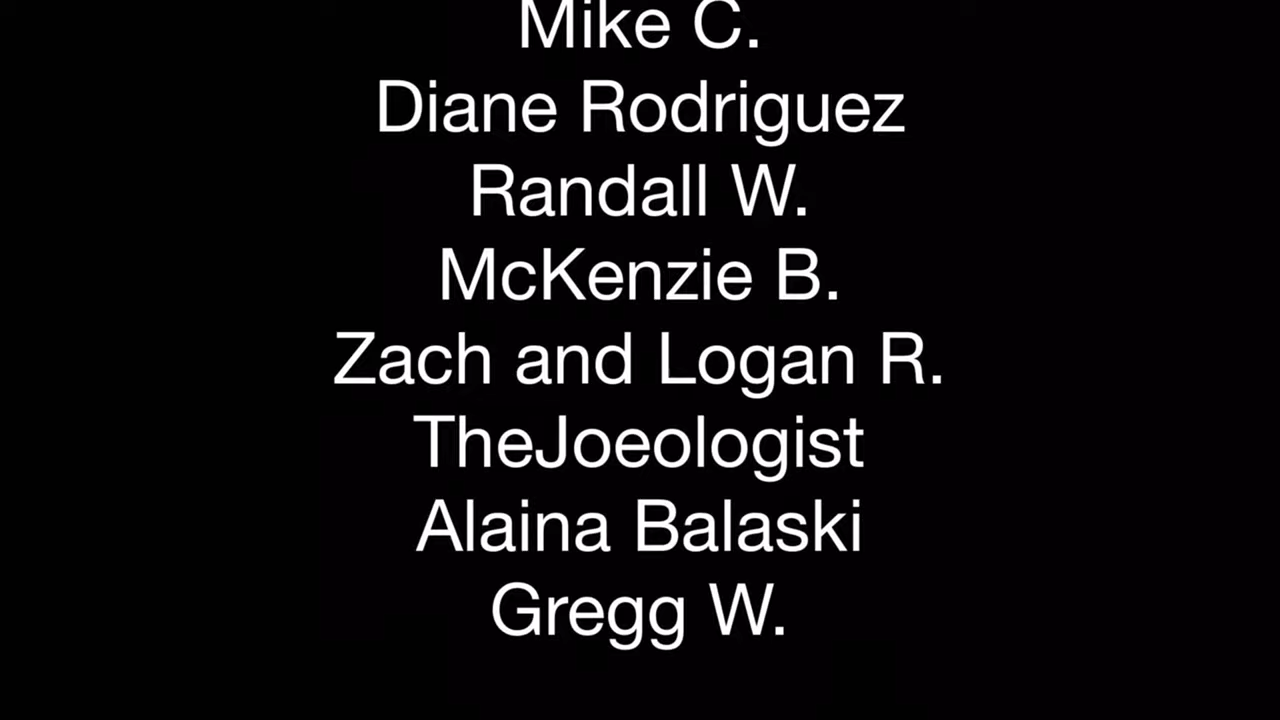 Mike C.
Diane Rodriguez
Randall W.
McKenzie B.
Zach and Logan R.
TheJoeologist
Alaina Balaski
Gregg W.